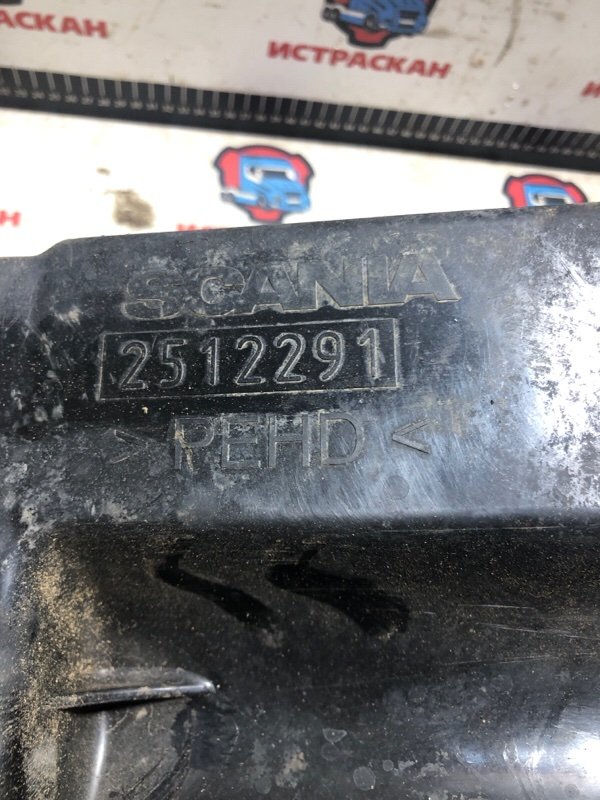 ИСТРАСКАН
ИСТРАСКАН
SCANIA
2512291
> PEHD <